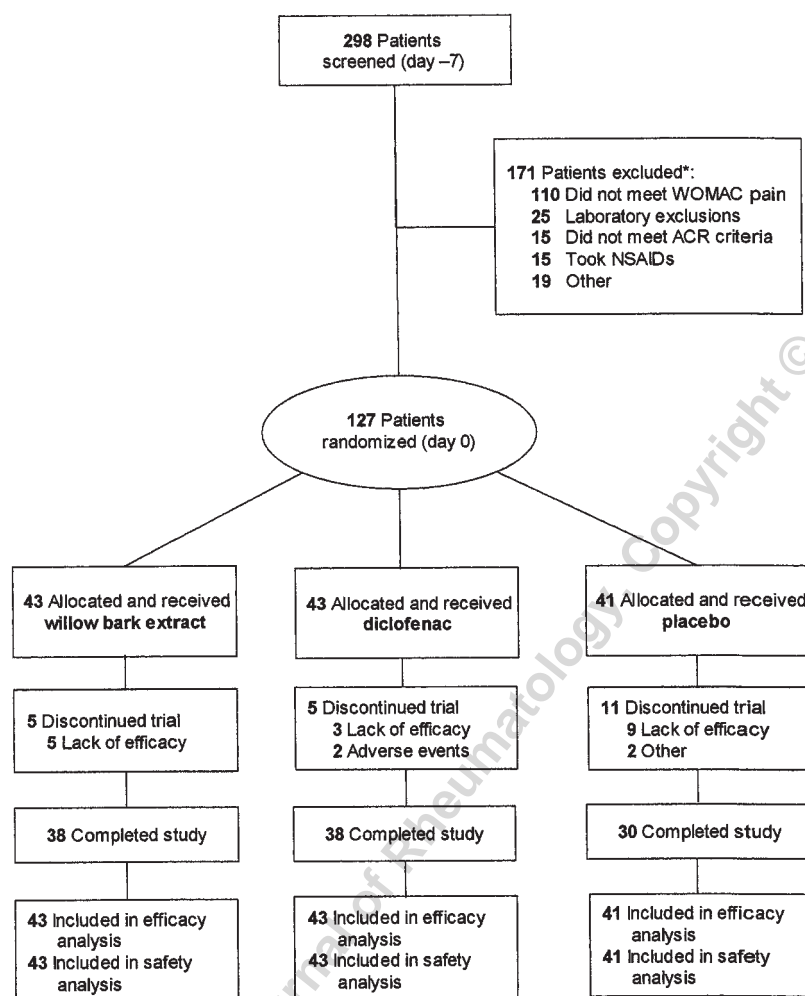 298 Patients
screened (day –7)
171 Patients excluded*:
110 Did not meet WOMAC pain
25 Laboratory exclusions
15 Did not meet ACR criteria
15 Took NSAIDs
19 Other
127 Patients
randomized (day 0)
43 Allocated and received
willow bark extract
43 Allocated and received
diclofenac
41 Allocated and received
placebo
5 Discontinued trial
5 Lack of efficacy
5 Discontinued trial
3 Lack of efficacy
2 Adverse events
11 Discontinued trial
9 Lack of efficacy
2 Other
38 Completed study
38 Completed study
30 Completed study
43 Included in efficacy
analysis
43 Included in safety
analysis
43 Included in efficacy
analysis
43 Included in safety
analysis
41 Included in efficacy
analysis
41 Included in safety
analysis
of Rheumatology, Copyright ©